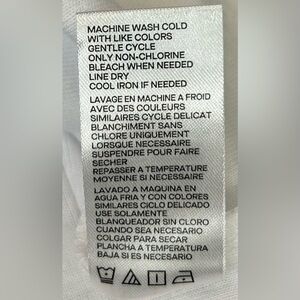 MACHINE WASH COLD
WITH LIKE COLORS
GENTLE CYCLE
ONLY NON-CHLORINE
BLEACH WHEN NEEDED
LINE DRY
COOL IRON IF NEEDED
LAVAGE EN MACHINE A FROID
AVEC DES COULEURS
SIMILAIRES CYCLE DELICAT
BLANCHIMENT SANS
CHLORE UNIQUEMENT
LORSQUE NECESSAIRE
SUSPENDRE POUR FAIRE
SECHER
REPASSER A TEMPERATURE
MOYENNE SI NECESSAIRE
LAVADO A MAQUINA EN
AGUA FRIA Y CON COLORES
SIMILARES CICLO DELICADO
USE SOLAMENTE
BLANQUEADOR SIN CLORO
CUANDO SEA NECESARIO
COLGAR PARA SECAR
PLANCHA A TEMPERATURA
BAJA SI ES NECESARIO